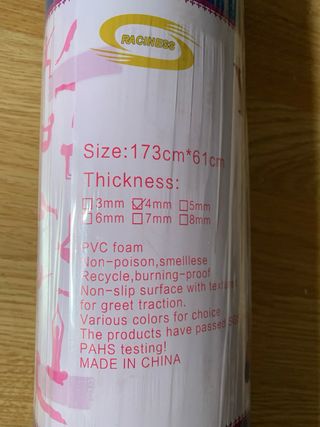 RACINESS
Size:173cm*61cm
Thickness:
3mm 4mm 5mm
6mm 7mm 8mm
PVC foam
Non-poison,smelllese
Recycle,burning-proof
Non-slip surface with texture
for greet traction.
Various colors for choice
The products have passed SGS
PAHS testing!
MADE IN CHINA